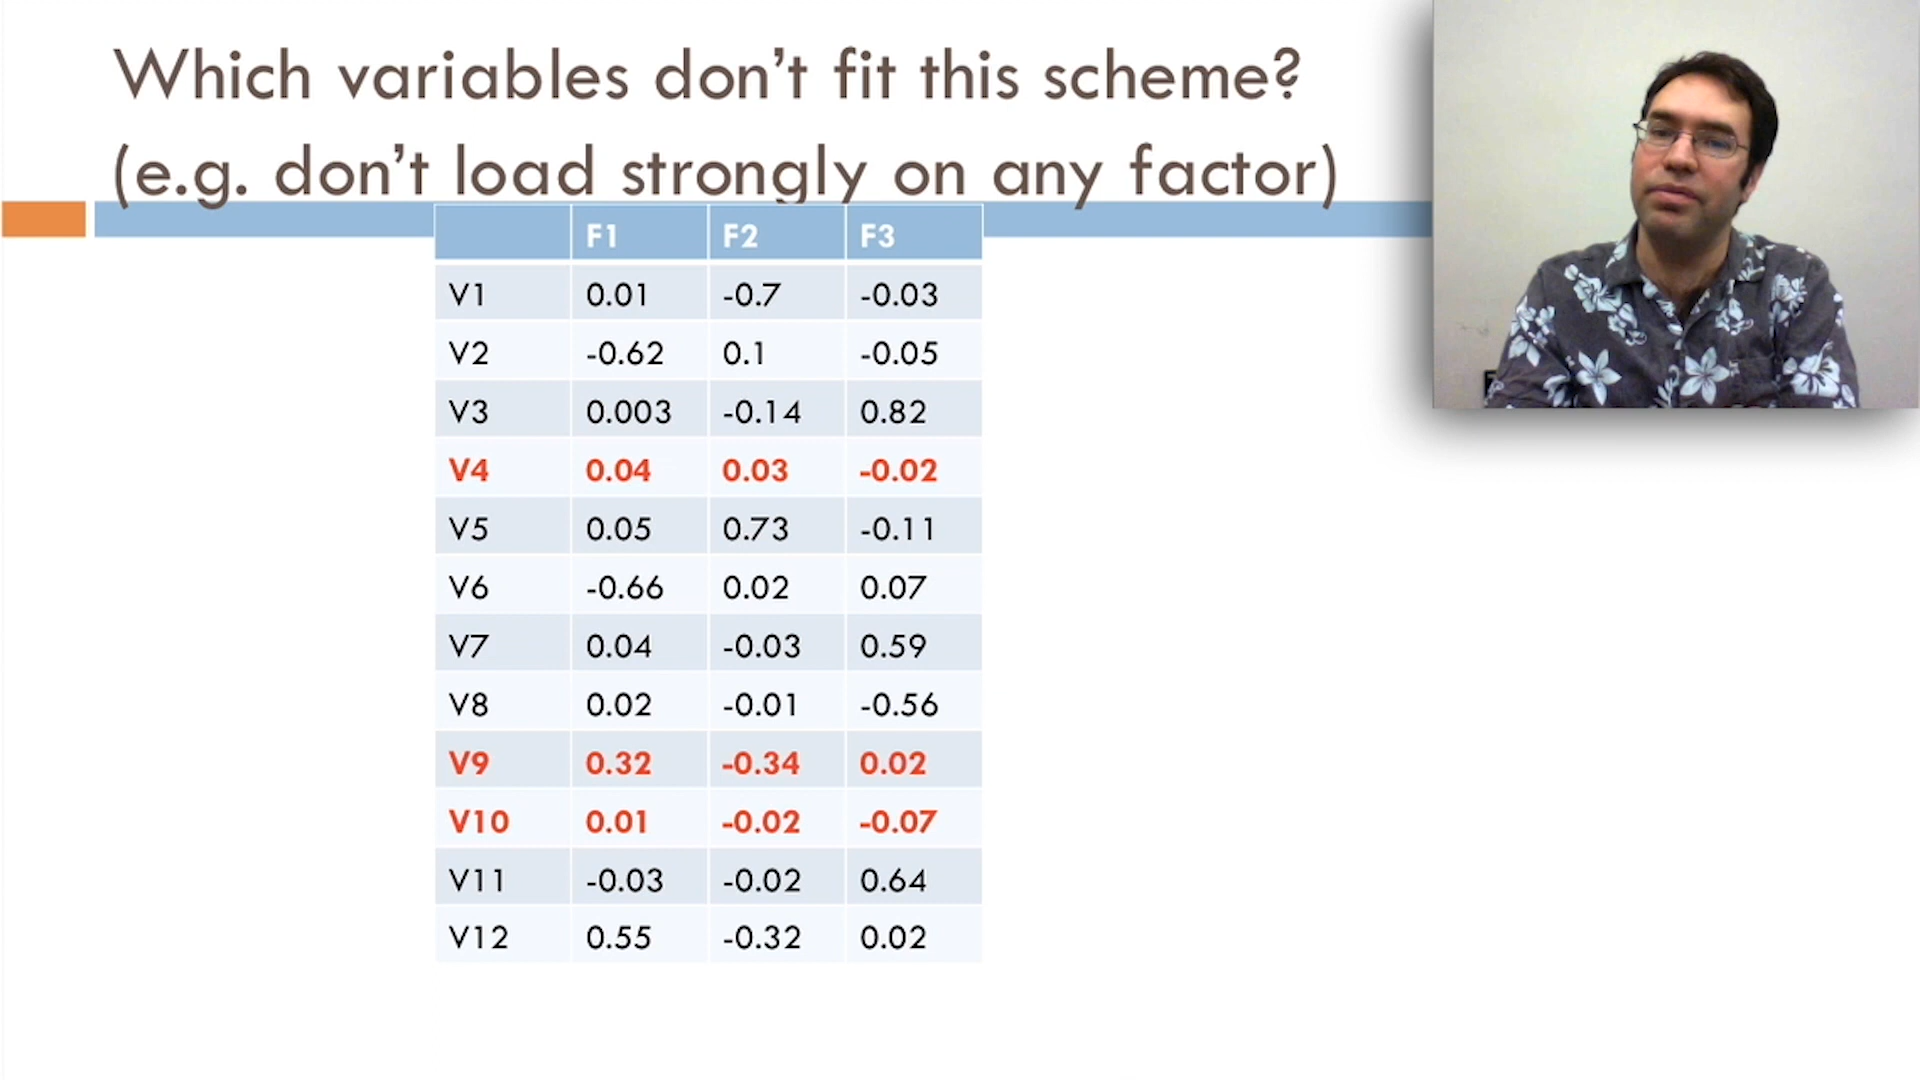 Which variables don't fit this scheme?
(e.g. don't load strongly on any factor)
F1 F2 F3
V1 0.01 -0.7 -0.03
V2 -0.62 0.1 -0.05
V3 0.003 -0.14 0.82
V4 0.04 0.03 -0.02
V5 0.05 0.73 -0.11
V6 -0.66 0.02 0.07
V7 0.04 -0.03 0.59
V8 0.02 -0.01 -0.56
V9 0.32 -0.34 0.02
V10 0.01 -0.02 -0.07
V11 -0.03 -0.02 0.64
V12 0.55 -0.32 0.02